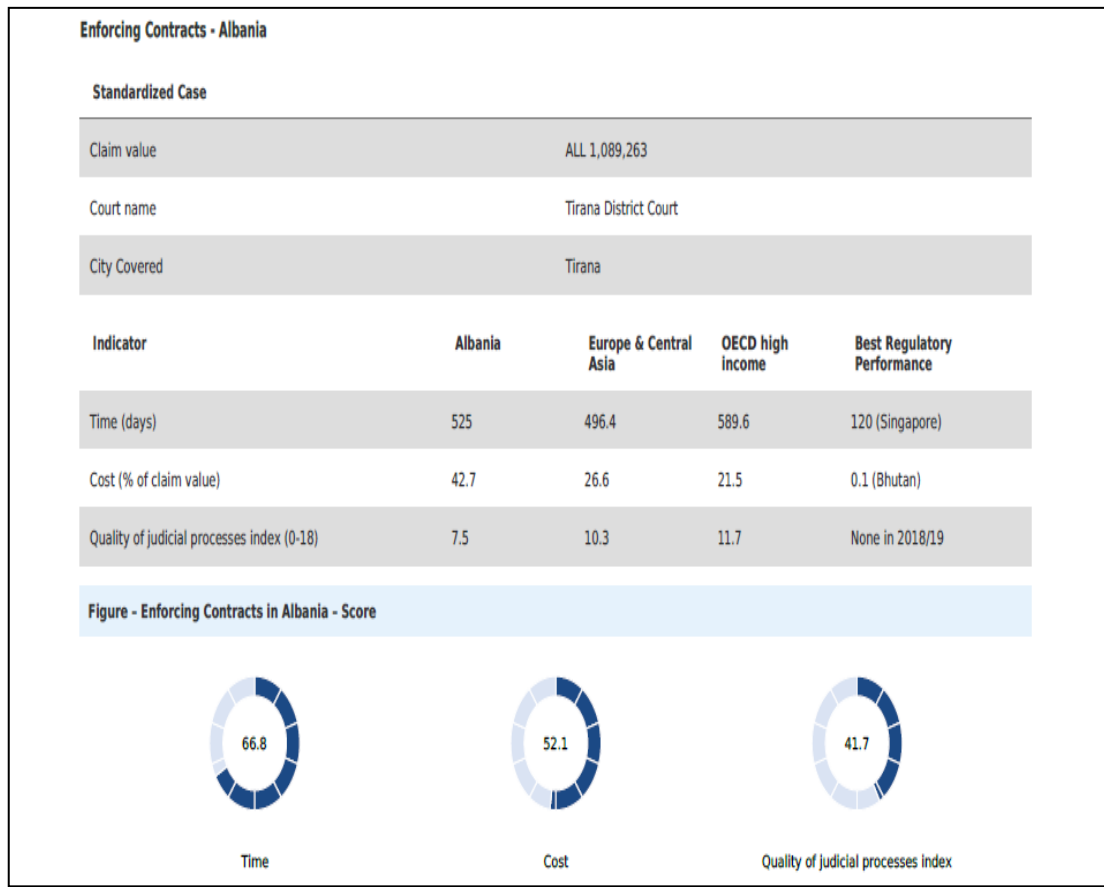 Enforcing Contracts - Albania
Standardized Case
Claim value ALL 1,089,263
Court name Tirana District Court
City Covered Tirana
Indicator Albania Europe & Central Asia OECD high income Best Regulatory Performance
Time (days) 525 496.4 589.6 120 (Singapore)
Cost (% of claim value) 42.7 26.6 21.5 0.1 (Bhutan)
Quality of judicial processes index (0-18) 7.5 10.3 11.7 None in 2018/19
Figure – Enforcing Contracts in Albania – Score
66.8 52.1 41.7
Time Cost Quality of judicial processes index